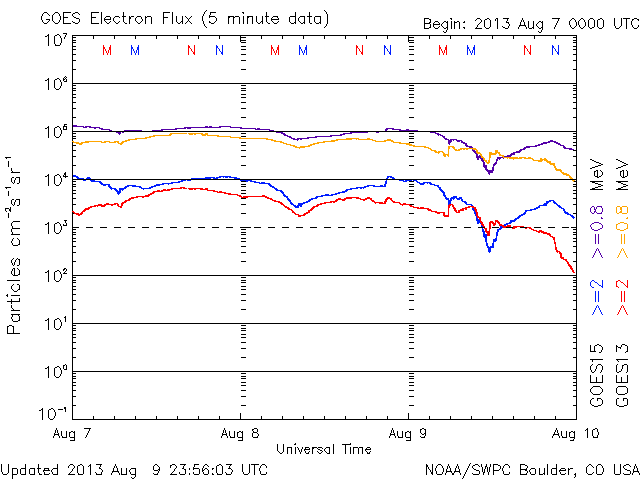 GOES Electron Flux (5 minute data)
Begin: 2013 Aug 7 0000 UTC
10⁷
M M N N M M N N M M N N
10⁶
10⁵
10⁴
10³
10²
10¹
10⁰
10⁻¹
Particles cm⁻²s⁻¹sr⁻¹
GOES15 >=2 >=0.8 MeV
GOES13 >=2 >=0.8 MeV
Aug 7 Aug 8 Aug 9 Aug 10
Universal Time
Updated 2013 Aug 9 23:56:03 UTC
NOAA/SWPC Boulder, CO USA